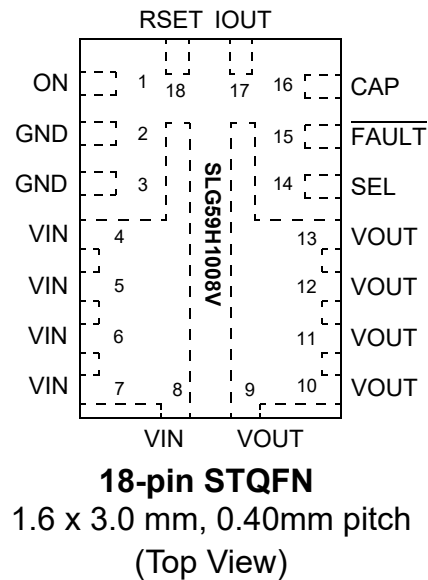 RSET IOUT
ON 1 18 17 16 CAP
GND 2 15 FAULT
GND 3 14 SEL
SLG59H1008V
VIN 4 13 VOUT
VIN 5 12 VOUT
VIN 6 11 VOUT
VIN 7 8 9 10 VOUT
VIN VOUT
18-pin STQFN
1.6 x 3.0 mm, 0.40mm pitch
(Top View)